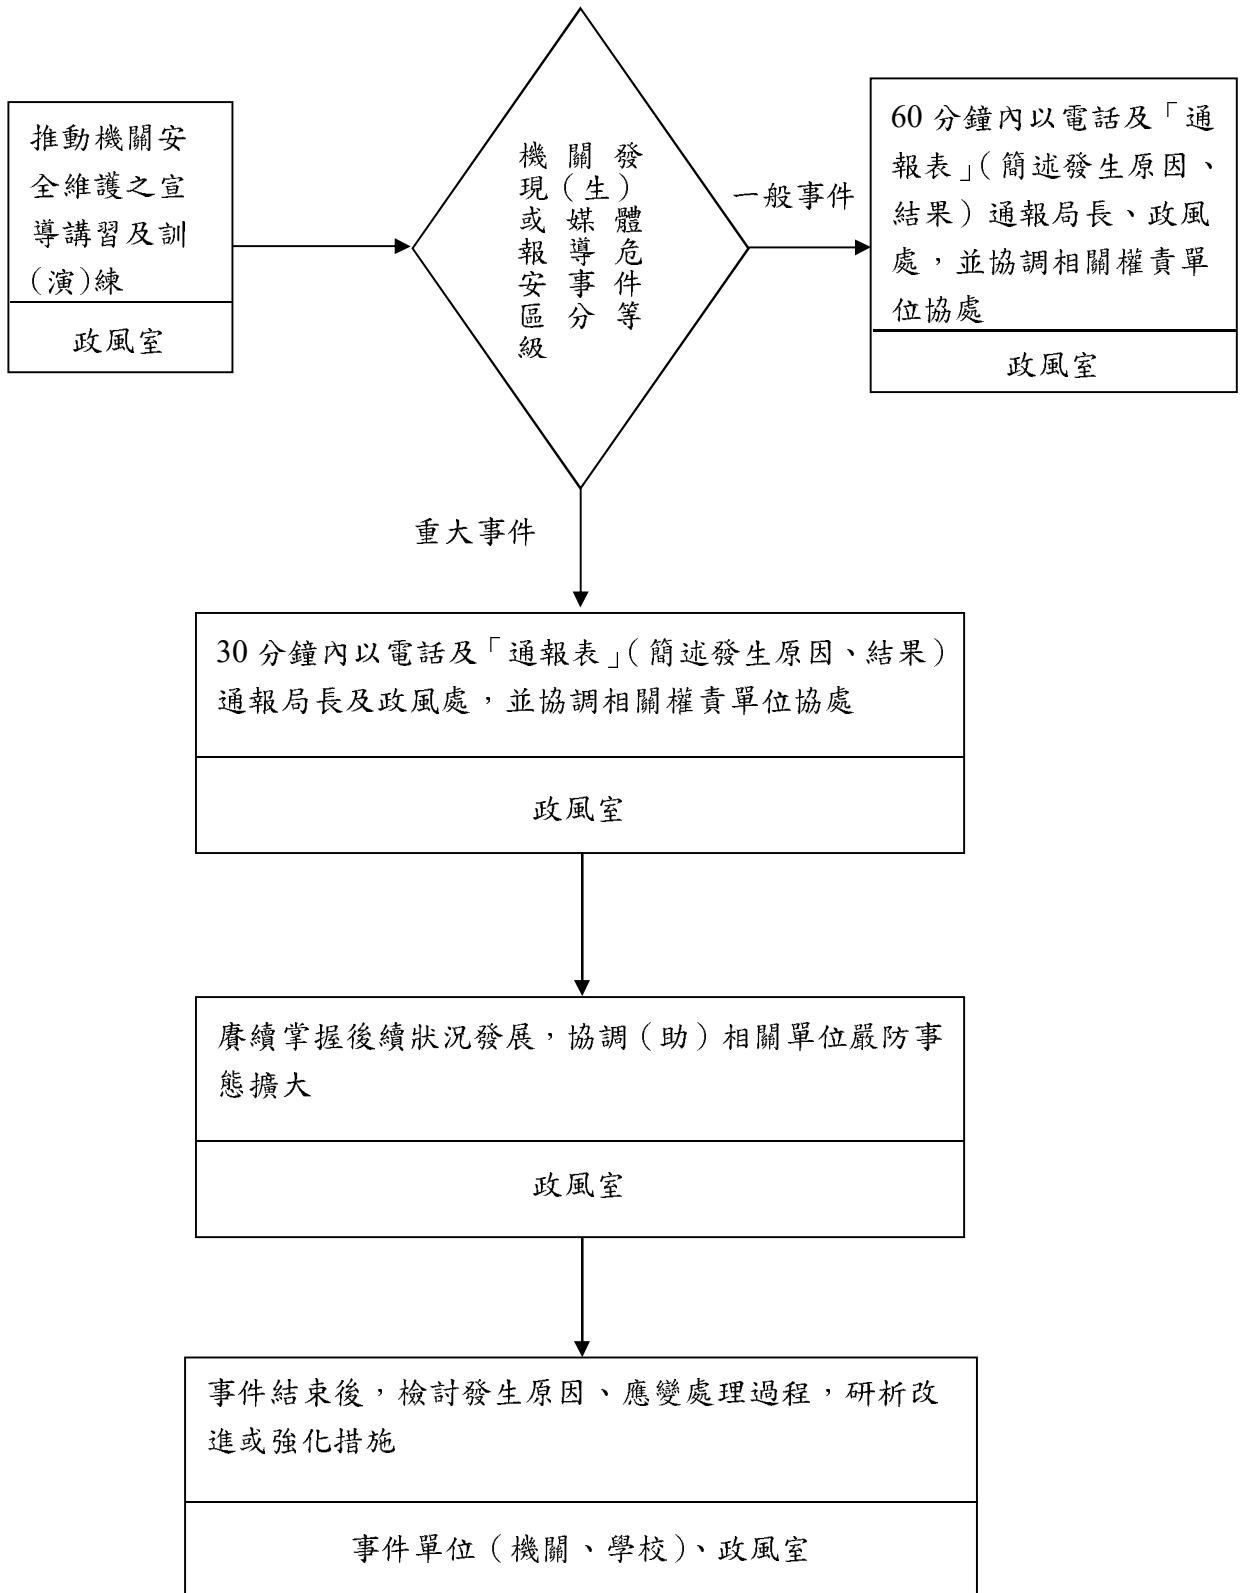 推動機關安
全維護之宣
導講習及訓
(演)練
政風室
機關發
現(生)
或媒體
報導危
安事件
區分等
級
一般事件
60 分鐘內以電話及「通
報表」(簡述發生原因、
結果)通報局長、政風
處，並協調相關權責單
位協處
政風室
重大事件
30 分鐘內以電話及「通報表」(簡述發生原因、結果)
通報局長及政風處，並協調相關權責單位協處
政風室
賡續掌握後續狀況發展，協調（助）相關單位嚴防事
態擴大
政風室
事件結束後，檢討發生原因、應變處理過程，研析改
進或強化措施
事件單位（機關、學校）、政風室